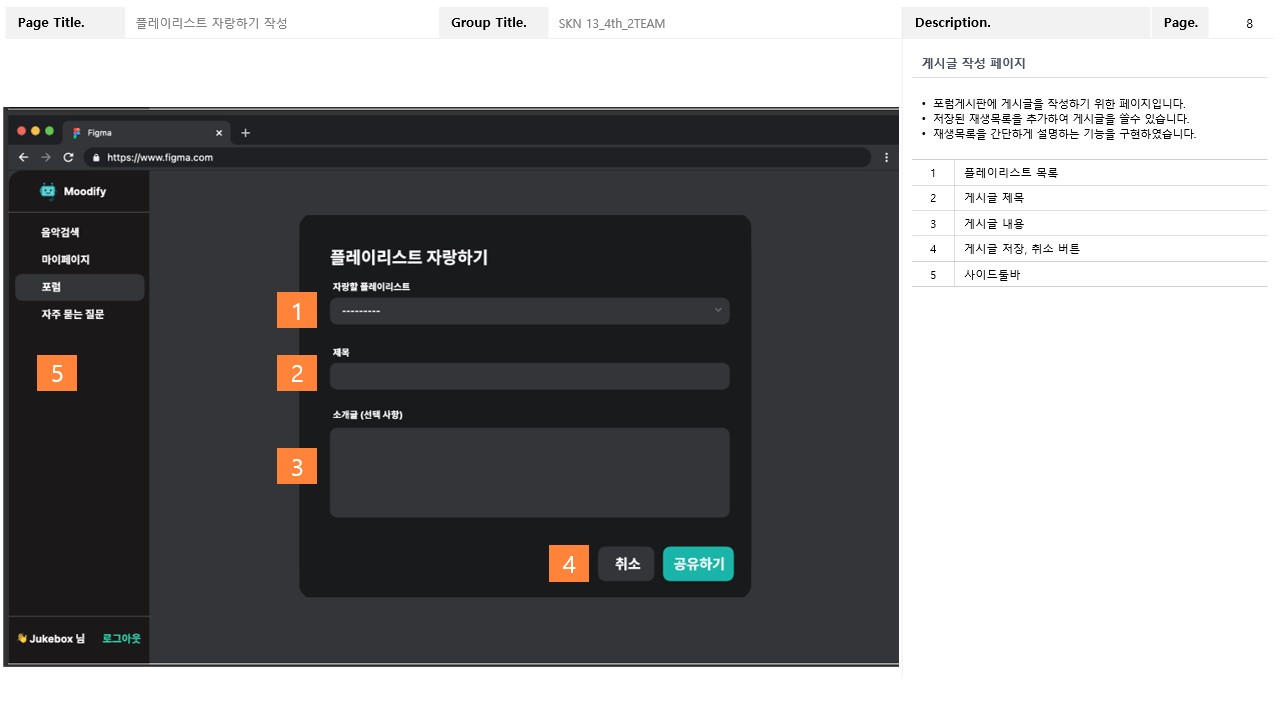 Page Title.
플레이리스트 자랑하기 작성
Group Title.
SKN 13_4th_2TEAM
Description.
Page.
8
Figma
https://www.figma.com
Moodify
음악검색
마이페이지
포럼
자주 묻는 질문
5
👋 Jukebox 님
로그아웃
플레이리스트 자랑하기
자랑할 플레이리스트
1
---------
제목
2
소개글 (선택 사항)
3
4
취소
공유하기
게시글 작성 페이지
• 포럼게시판에 게시글을 작성하기 위한 페이지입니다.
• 저장된 재생목록을 추가하여 게시글을 쓸수 있습니다.
• 재생목록을 간단하게 설명하는 기능을 구현하였습니다.
1 플레이리스트 목록
2 게시글 제목
3 게시글 내용
4 게시글 저장, 취소 버튼
5 사이드툴바